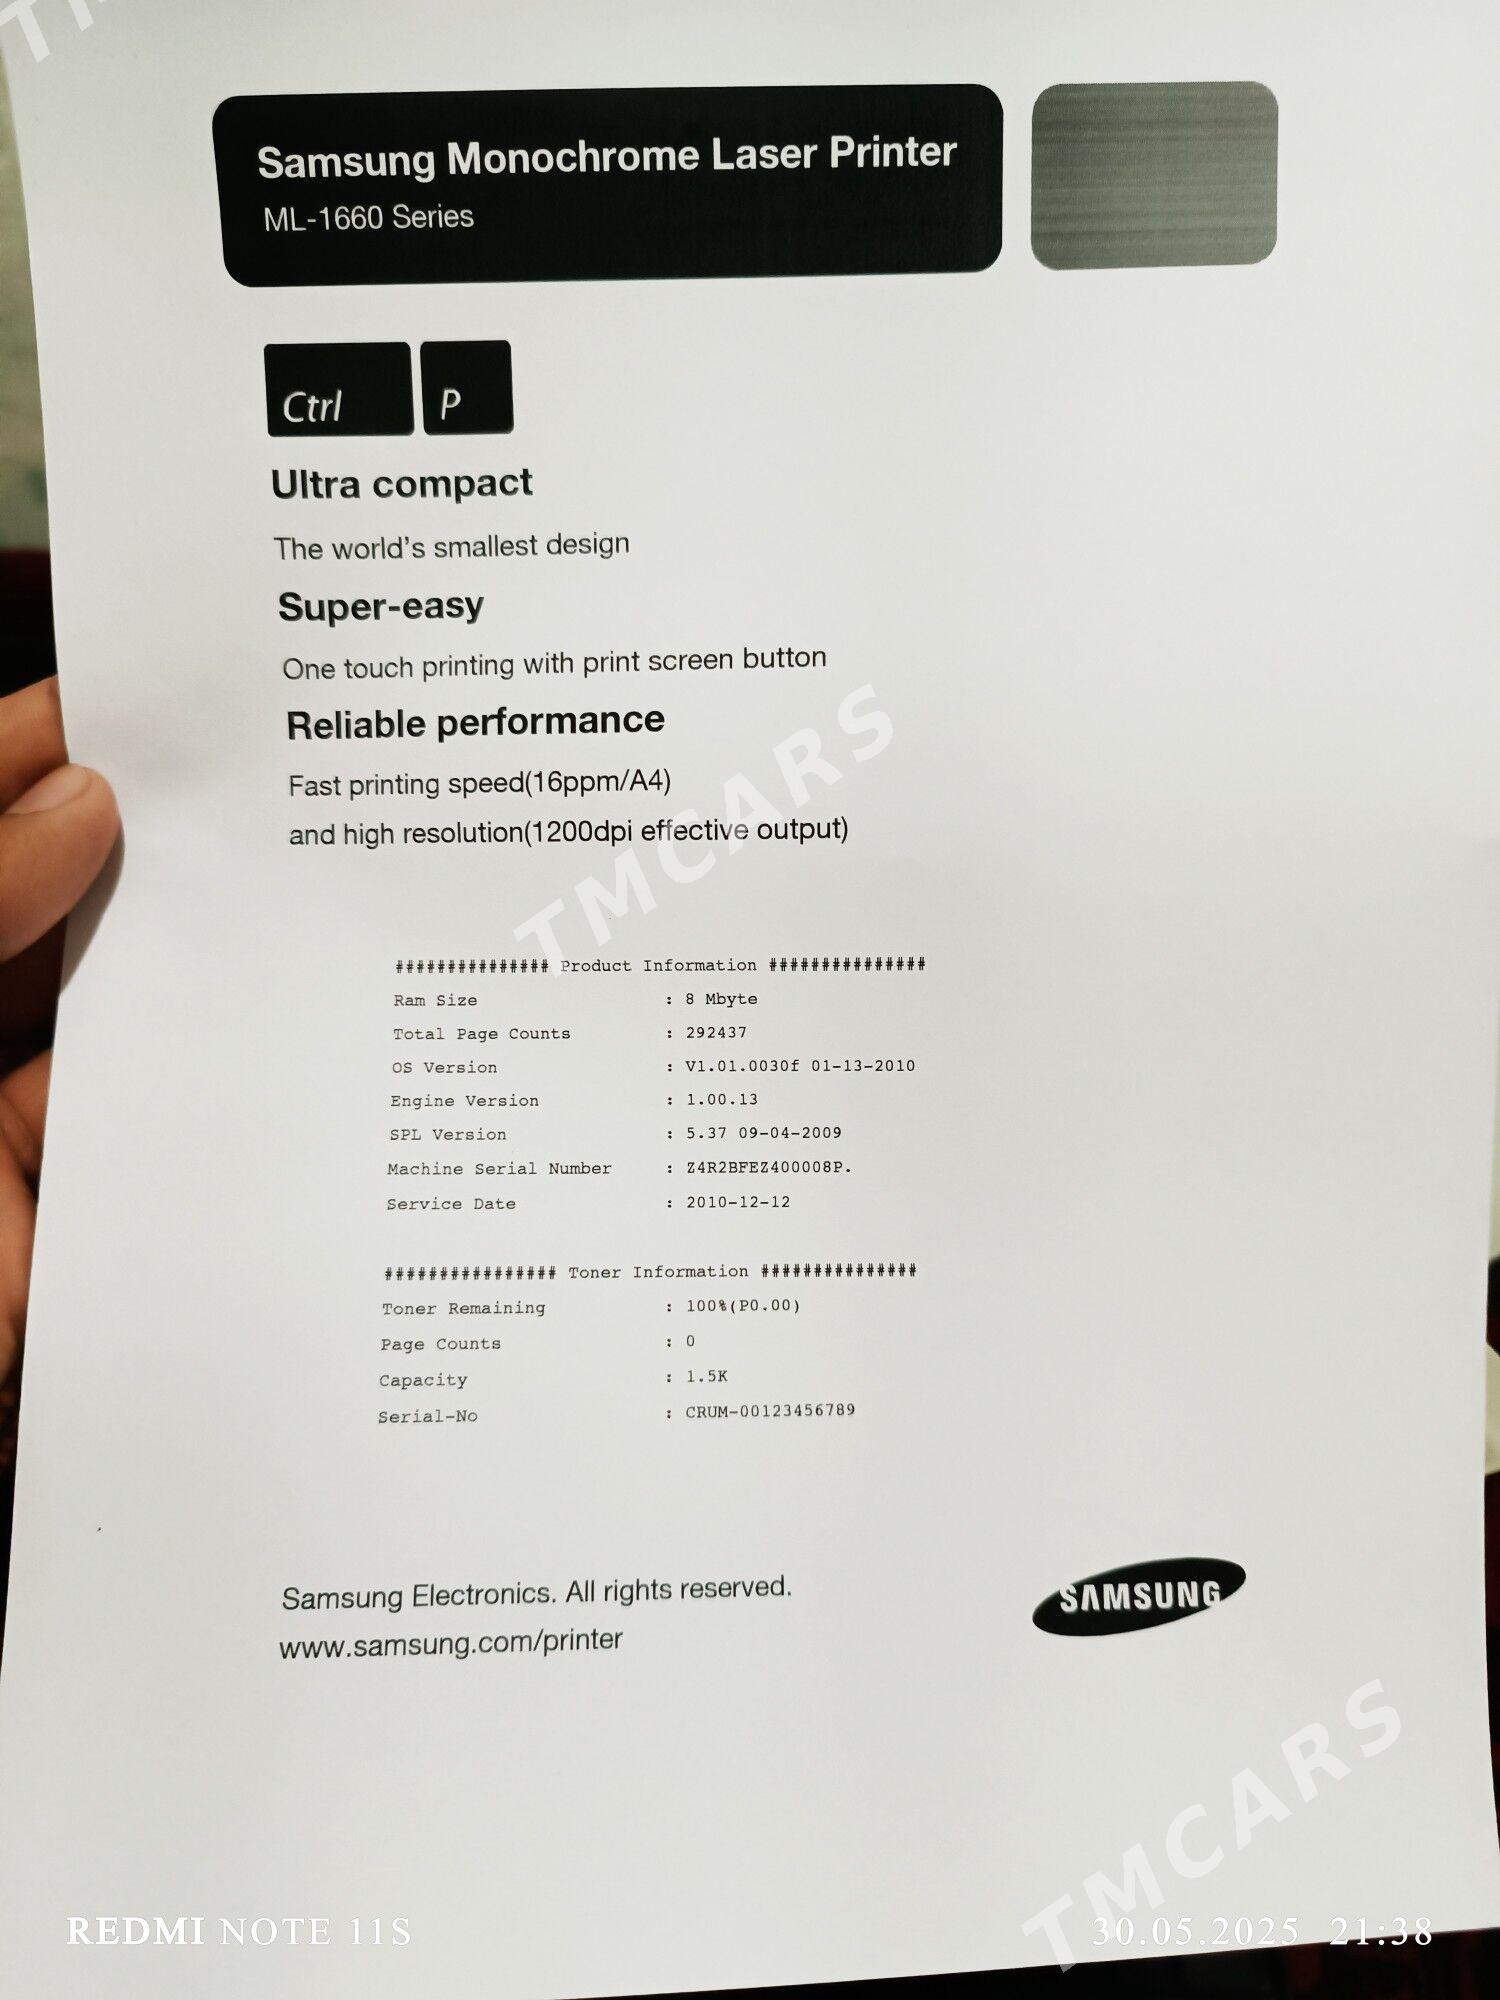 Samsung Monochrome Laser Printer
ML-1660 Series
Ctrl P
Ultra compact
The world's smallest design
Super-easy
One touch printing with print screen button
Reliable performance
Fast printing speed(16ppm/A4)
and high resolution(1200dpi effective output)
TMCARS
############### Product Information ###############
Ram Size : 8 Mbyte
Total Page Counts : 292437
OS Version : V1.01.0030f 01-13-2010
Engine Version : 1.00.13
SPL Version : 5.37 09-04-2009
Machine Serial Number : Z4R2BFEZ400008P.
Service Date : 2010-12-12
################ Toner Information ###############
Toner Remaining : 100%(P0.00)
Page Counts : 0
Capacity : 1.5K
Serial-No : CRUM-00123456789
Samsung Electronics. All rights reserved.
www.samsung.com/printer
SAMSUNG
TMCARS
REDMI NOTE 11S 30.05.2025 21:38